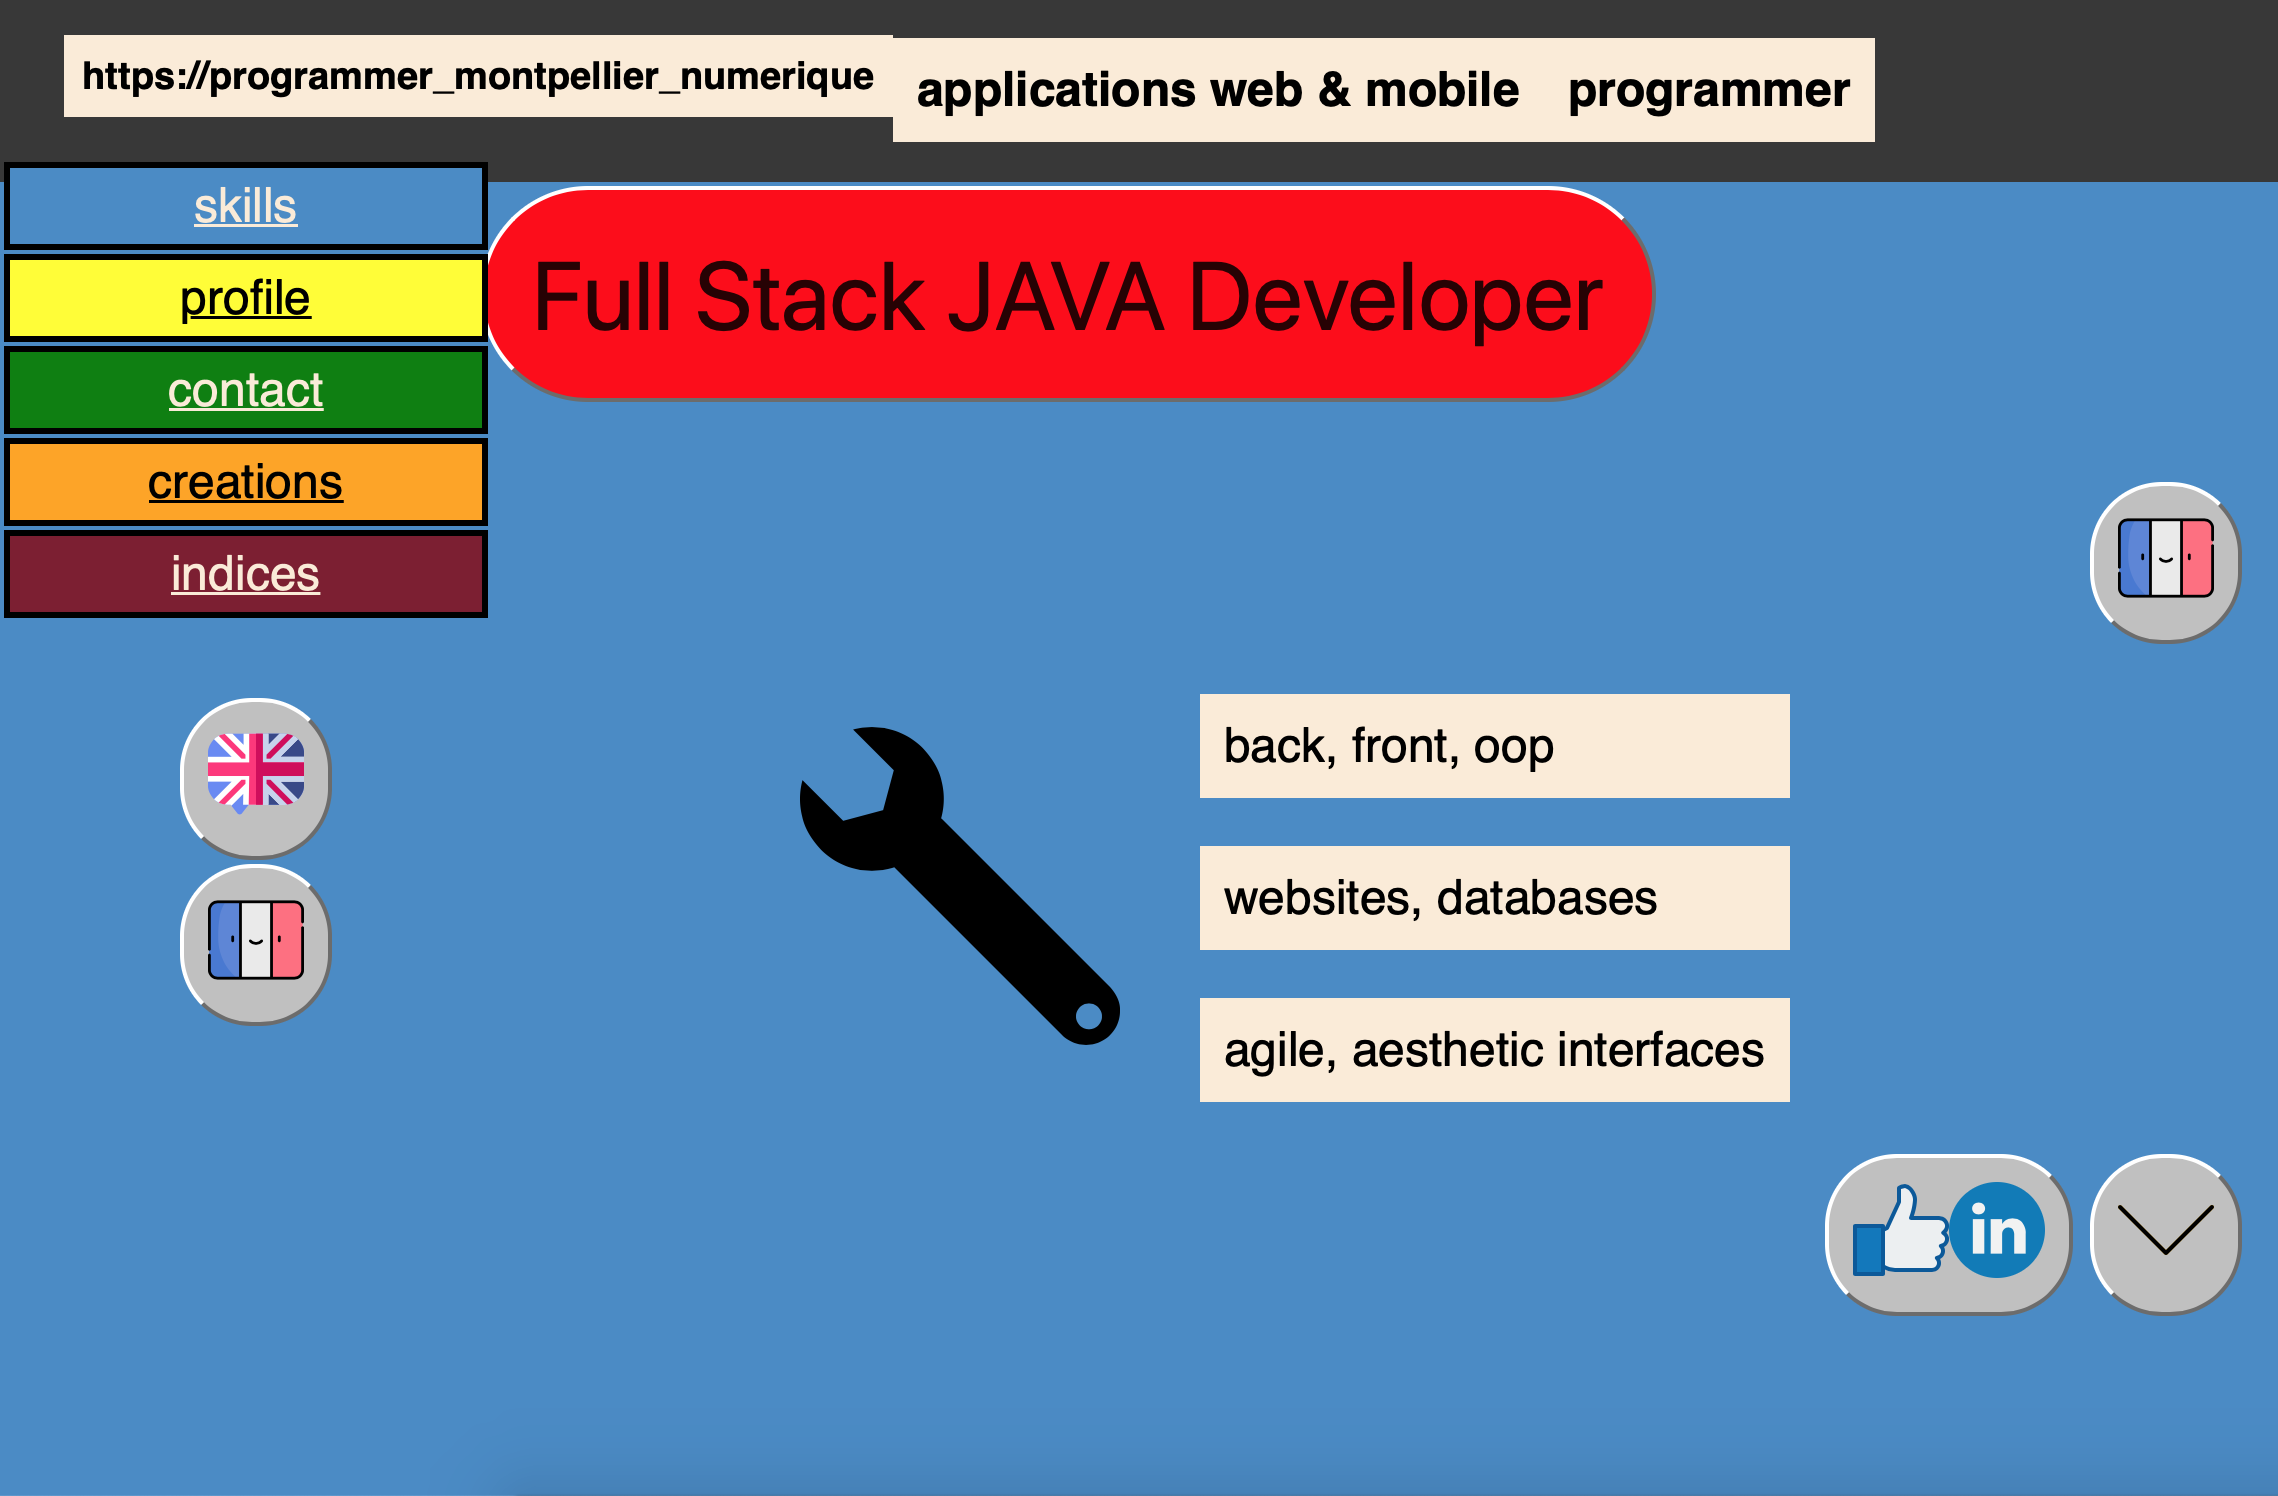 https://programmer_montpellier_numerique
applications web & mobile programmer
skills
profile
contact
creations
indices
Full Stack JAVA Developer
back, front, oop
websites, databases
agile, aesthetic interfaces
in